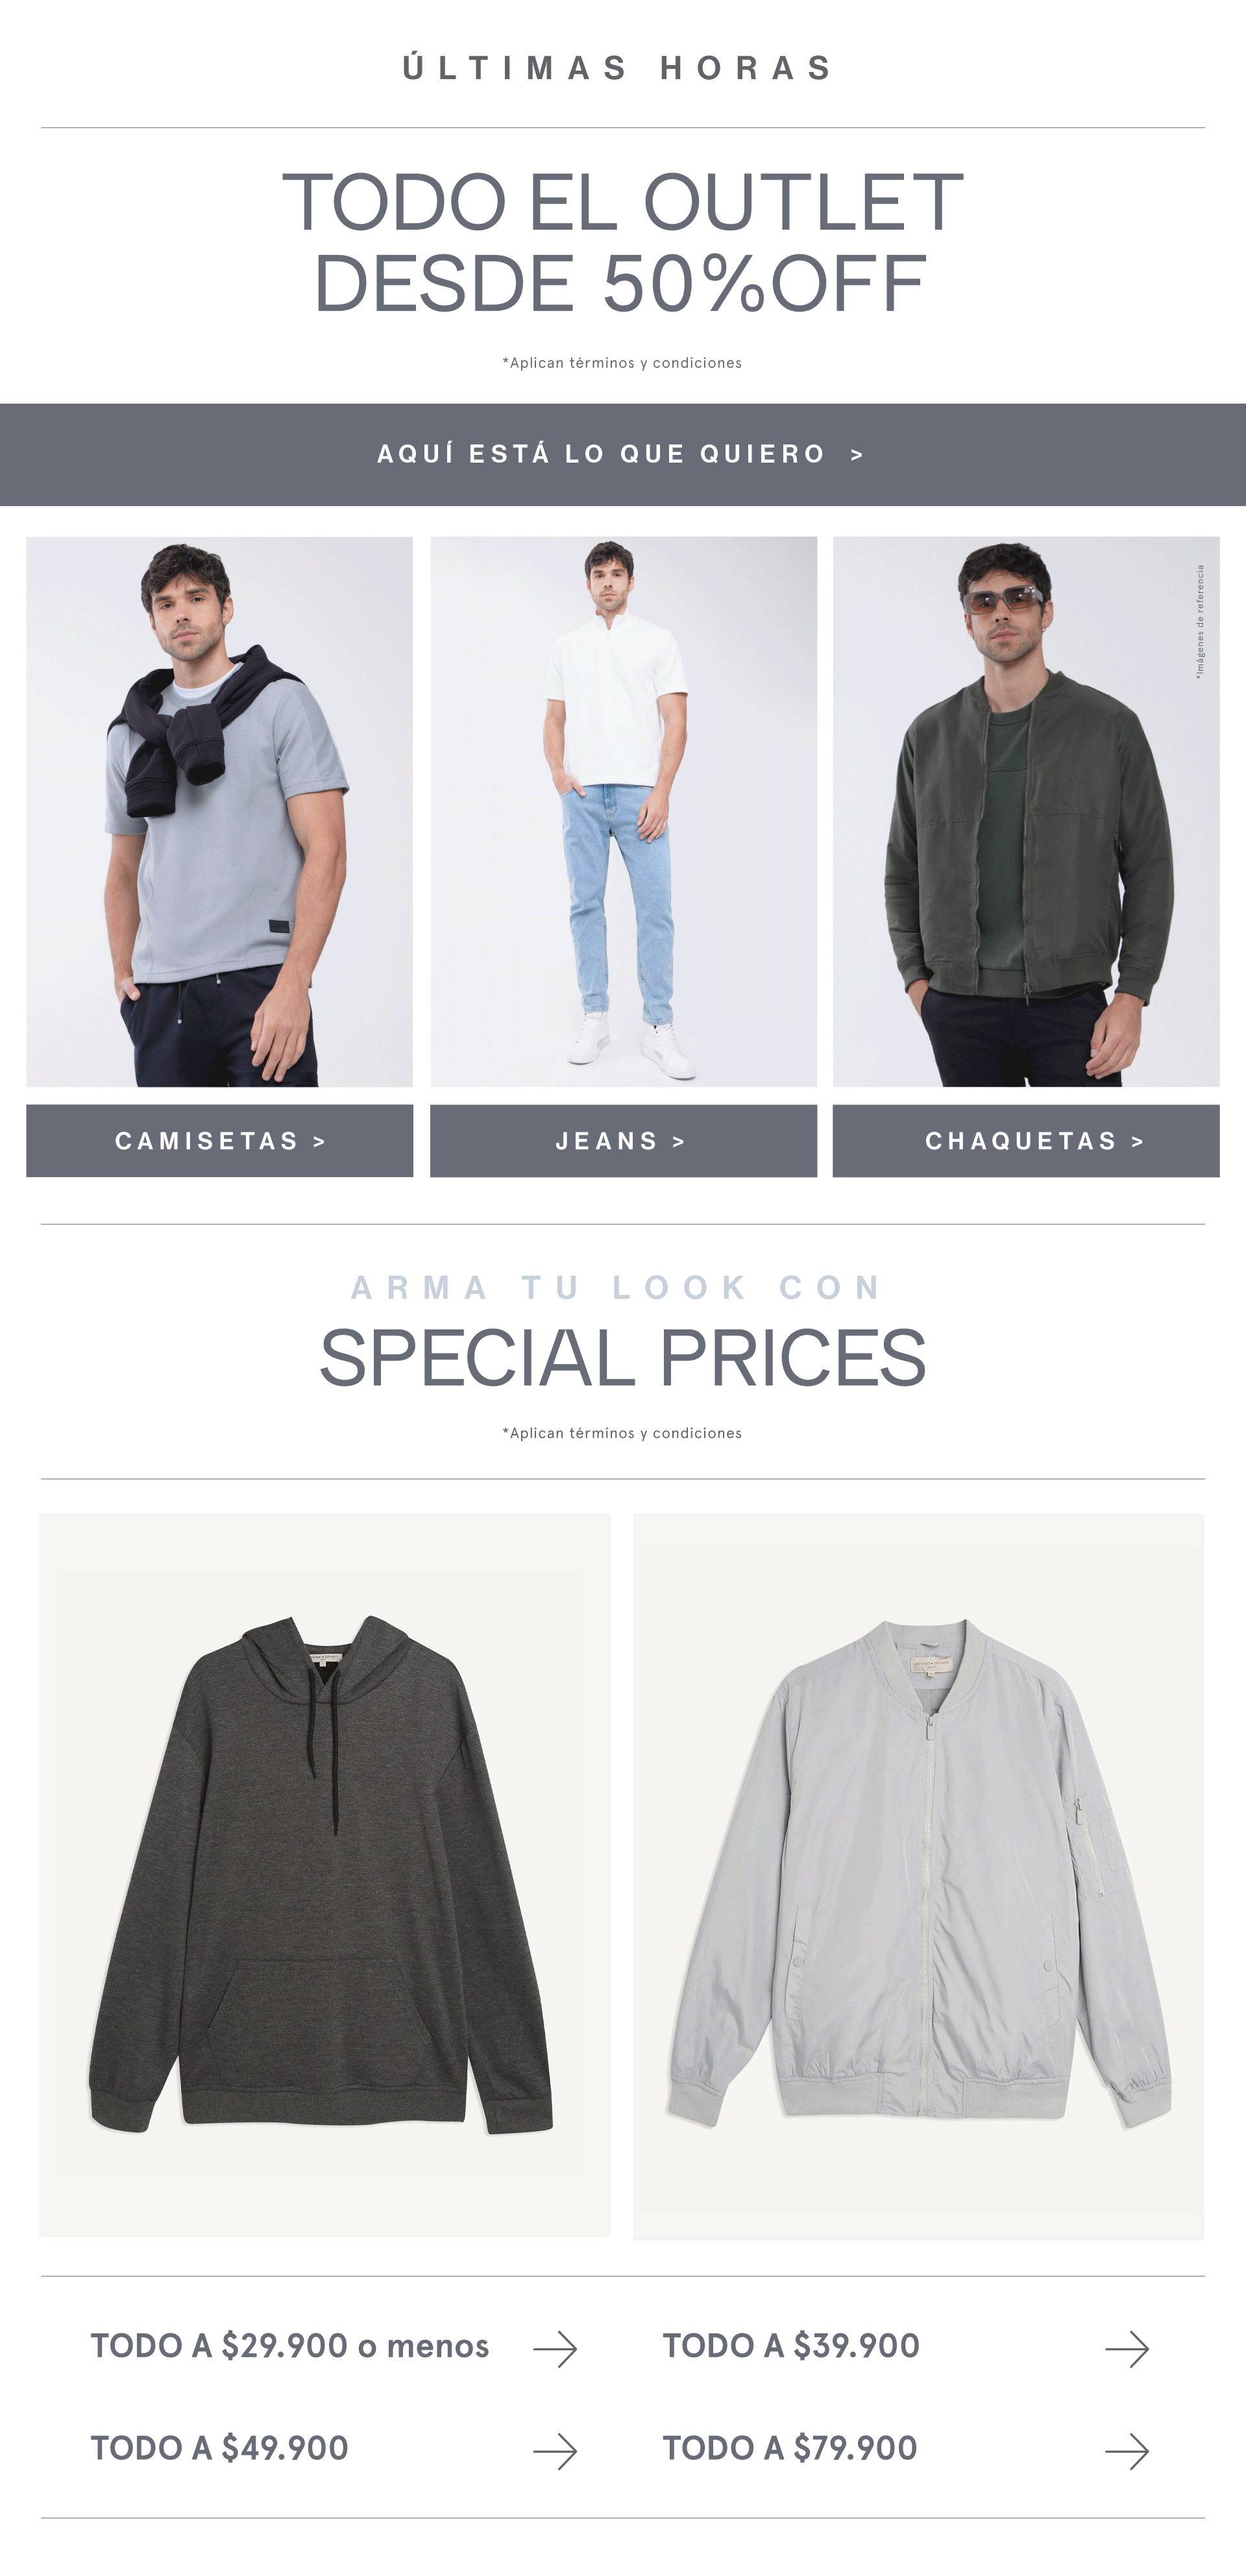 ÚLTIMAS HORAS
TODO EL OUTLET
DESDE 50%OFF
*Aplican términos y condiciones
AQUÍ ESTÁ LO QUE QUIERO >
*Imágenes de referencia
CAMISETAS >
JEANS >
CHAQUETAS >
ARMA TU LOOK CON
SPECIAL PRICES
*Aplican términos y condiciones
TODO A $29.900 o menos
TODO A $39.900
TODO A $49.900
TODO A $79.900